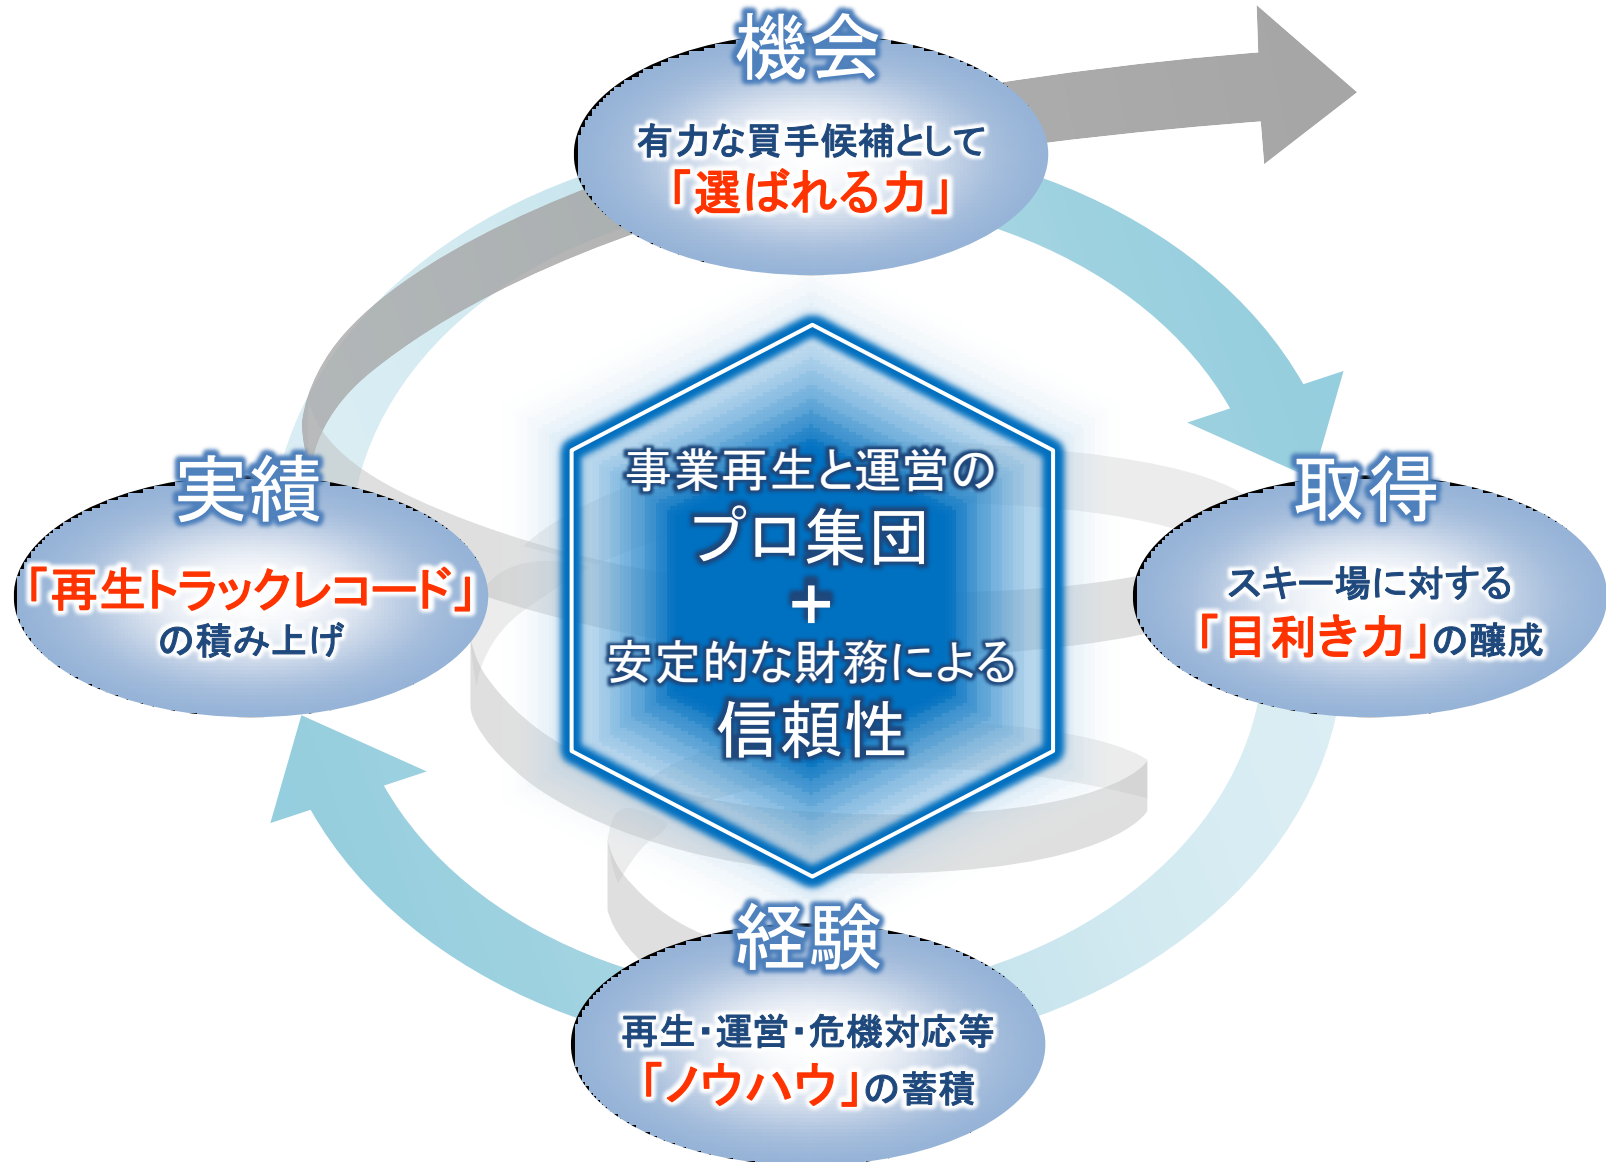 機会
有力な買手候補として
「選ばれる力」
取得
スキー場に対する
「目利き力」の醸成
経験
再生・運営・危機対応等
「ノウハウ」の蓄積
実績
「再生トラックレコード」
の積み上げ
事業再生と運営の
プロ集団
+
安定的な財務による
信頼性